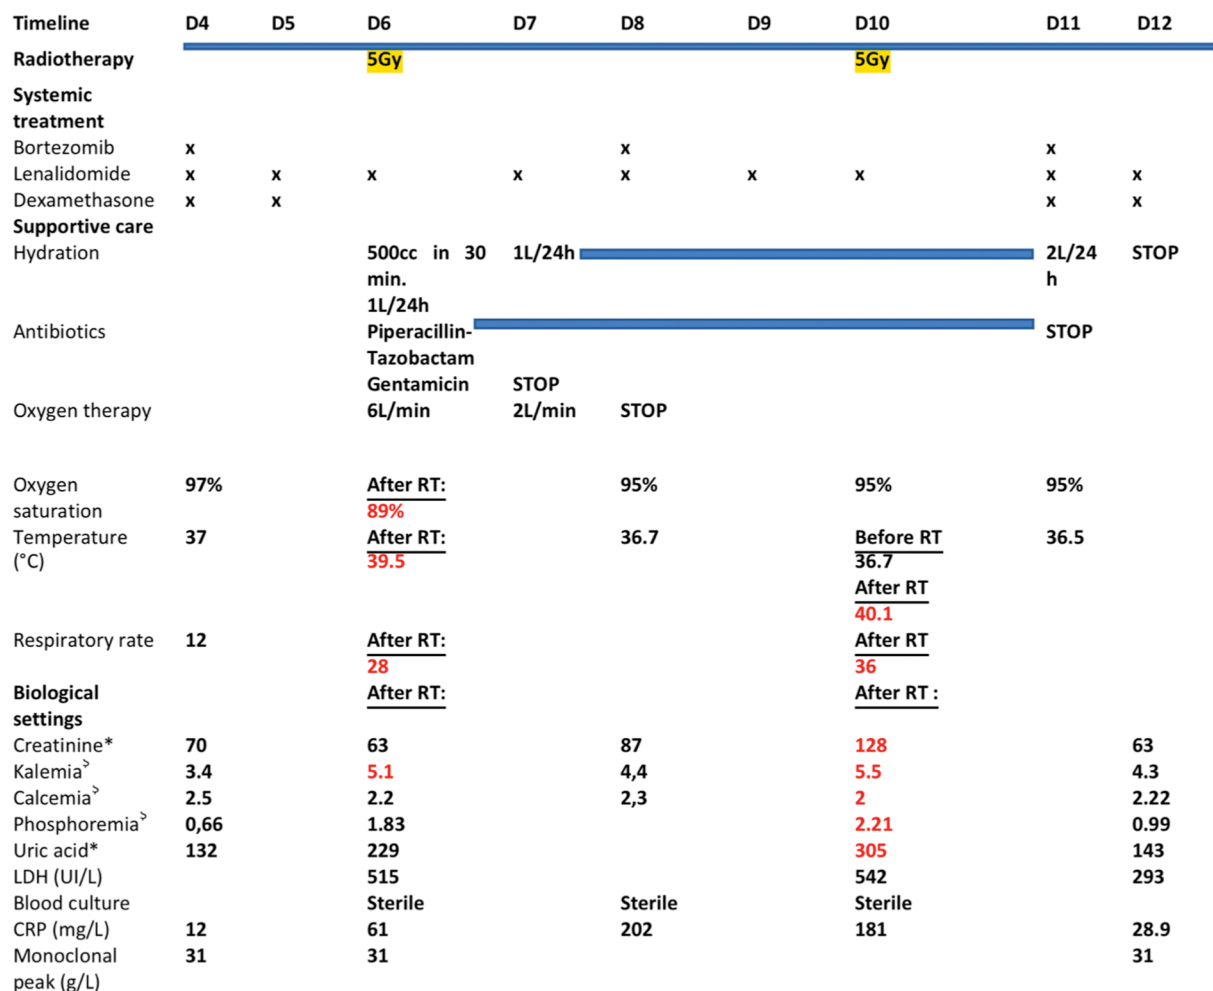 Timeline D4 D5 D6 D7 D8 D9 D10 D11 D12
Radiotherapy 5Gy 5Gy
Systemic
treatment
Bortezomib x x x
Lenalidomide x x x x x x x x x
Dexamethasone x x x x
Supportive care
Hydration 500cc in 30 1L/24h 2L/24 STOP
min. h
1L/24h
Antibiotics Piperacillin- STOP
Tazobactam
Gentamicin STOP
Oxygen therapy 6L/min 2L/min STOP
Oxygen 97% After RT: 95% 95% 95%
saturation 89%
Temperature 37 After RT: 36.7 Before RT 36.5
(°C) 39.5 36.7
After RT
40.1
Respiratory rate 12 After RT: After RT
28 36
Biological After RT: After RT :
settings
Creatinine* 70 63 87 128 63
Kalemia$ 3.4 5.1 4,4 5.5 4.3
Calcemia$ 2.5 2.2 2,3 2 2.22
Phosphoremia$ 0,66 1.83 2.21 0.99
Uric acid* 132 229 305 143
LDH (UI/L) 515 542 293
Blood culture Sterile Sterile Sterile
CRP (mg/L) 12 61 202 181 28.9
Monoclonal 31 31 31
peak (g/L)